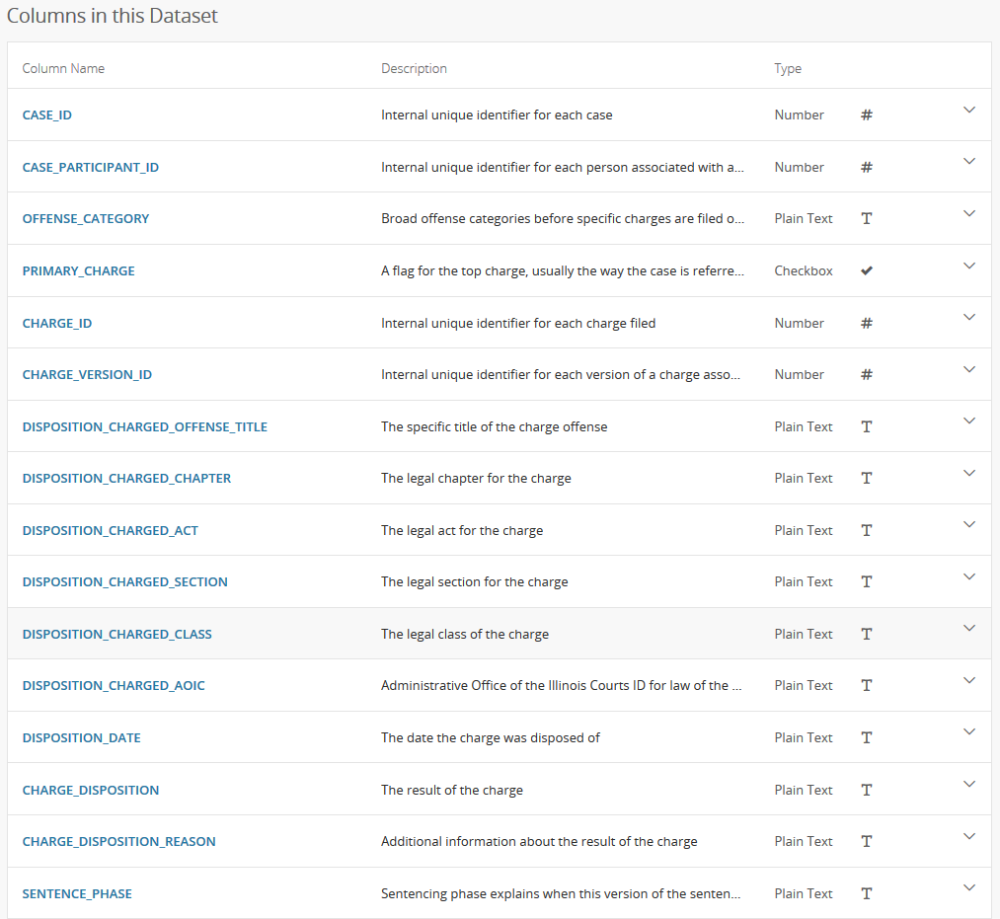 Columns in this Dataset
Column Name Description Type
CASE_ID Internal unique identifier for each case Number #
CASE_PARTICIPANT_ID Internal unique identifier for each person associated with a... Number #
OFFENSE_CATEGORY Broad offense categories before specific charges are filed o... Plain Text T
PRIMARY_CHARGE A flag for the top charge, usually the way the case is referre... Checkbox ✔
CHARGE_ID Internal unique identifier for each charge filed Number #
CHARGE_VERSION_ID Internal unique identifier for each version of a charge asso... Number #
DISPOSITION_CHARGED_OFFENSE_TITLE The specific title of the charge offense Plain Text T
DISPOSITION_CHARGED_CHAPTER The legal chapter for the charge Plain Text T
DISPOSITION_CHARGED_ACT The legal act for the charge Plain Text T
DISPOSITION_CHARGED_SECTION The legal section for the charge Plain Text T
DISPOSITION_CHARGED_CLASS The legal class of the charge Plain Text T
DISPOSITION_CHARGED_AOIC Administrative Office of the Illinois Courts ID for law of the ... Plain Text T
DISPOSITION_DATE The date the charge was disposed of Plain Text T
CHARGE_DISPOSITION The result of the charge Plain Text T
CHARGE_DISPOSITION_REASON Additional information about the result of the charge Plain Text T
SENTENCE_PHASE Sentencing phase explains when this version of the senten... Plain Text T